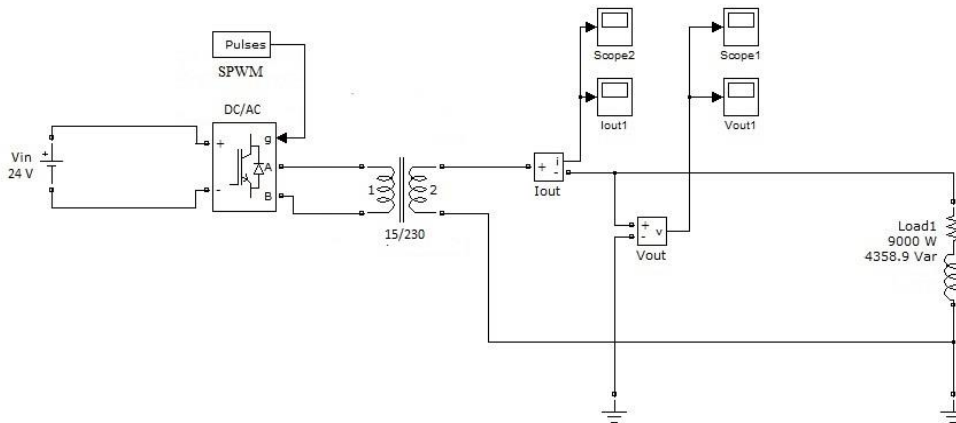 Pulses
SPWM
DC/AC
g
+
A
-
B
Vin
24 V
+
1
2
15/230
Scope2
Iout1
Scope1
Vout1
+
i
-
Iout
+
-
v
Vout
Load1
9000 W
4358.9 Var